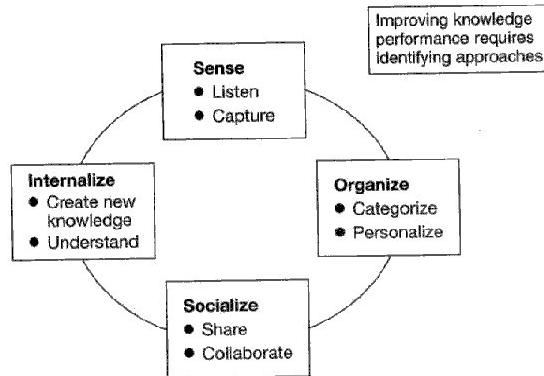 Improving knowledge
performance requires
identifying approaches
Sense
● Listen
● Capture
Internalize
● Create new
knowledge
● Understand
Organize
● Categorize
● Personalize
Socialize
● Share
● Collaborate